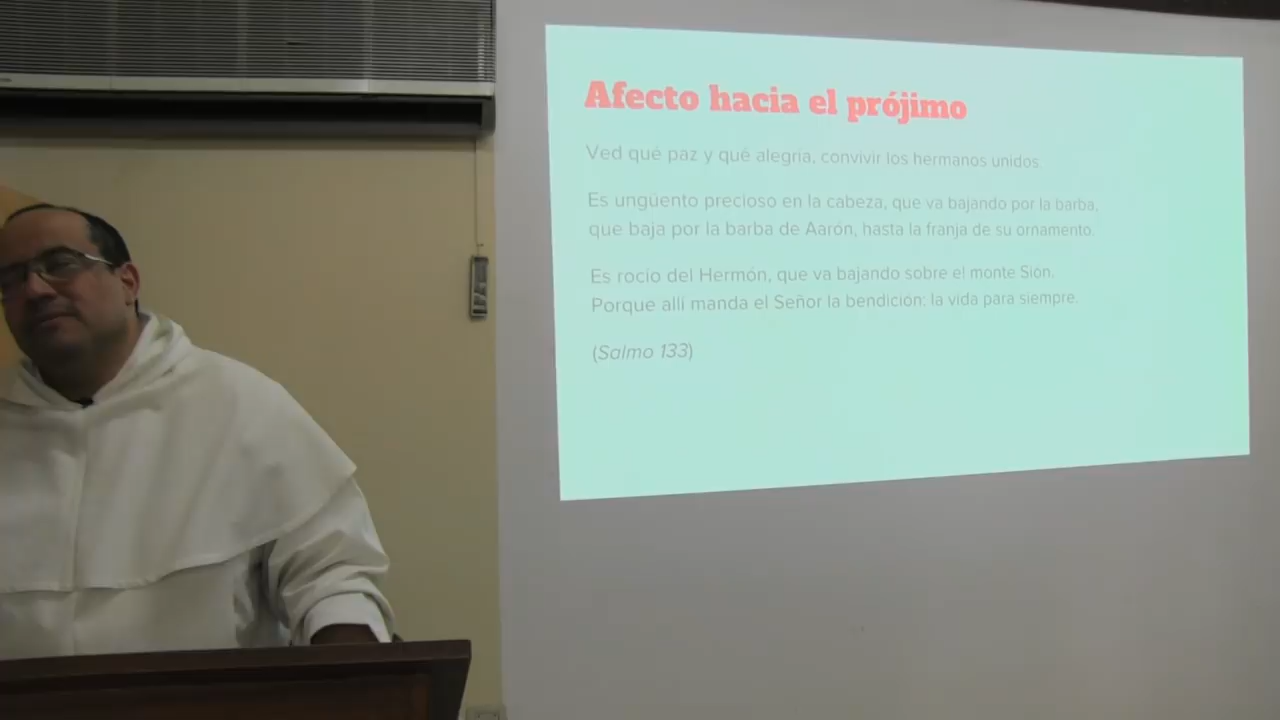 Afecto hacia el prójimo
Ved qué paz y qué alegría, convivir los hermanos unidos.
Es ungüento precioso en la cabeza, que va bajando por la barba,
que baja por la barba de Aarón, hasta la franja de su ornamento.
Es rocío del Hermón, que va bajando sobre el monte Sion.
Porque allí manda el Señor la bendición: la vida para siempre.
(Salmo 133)